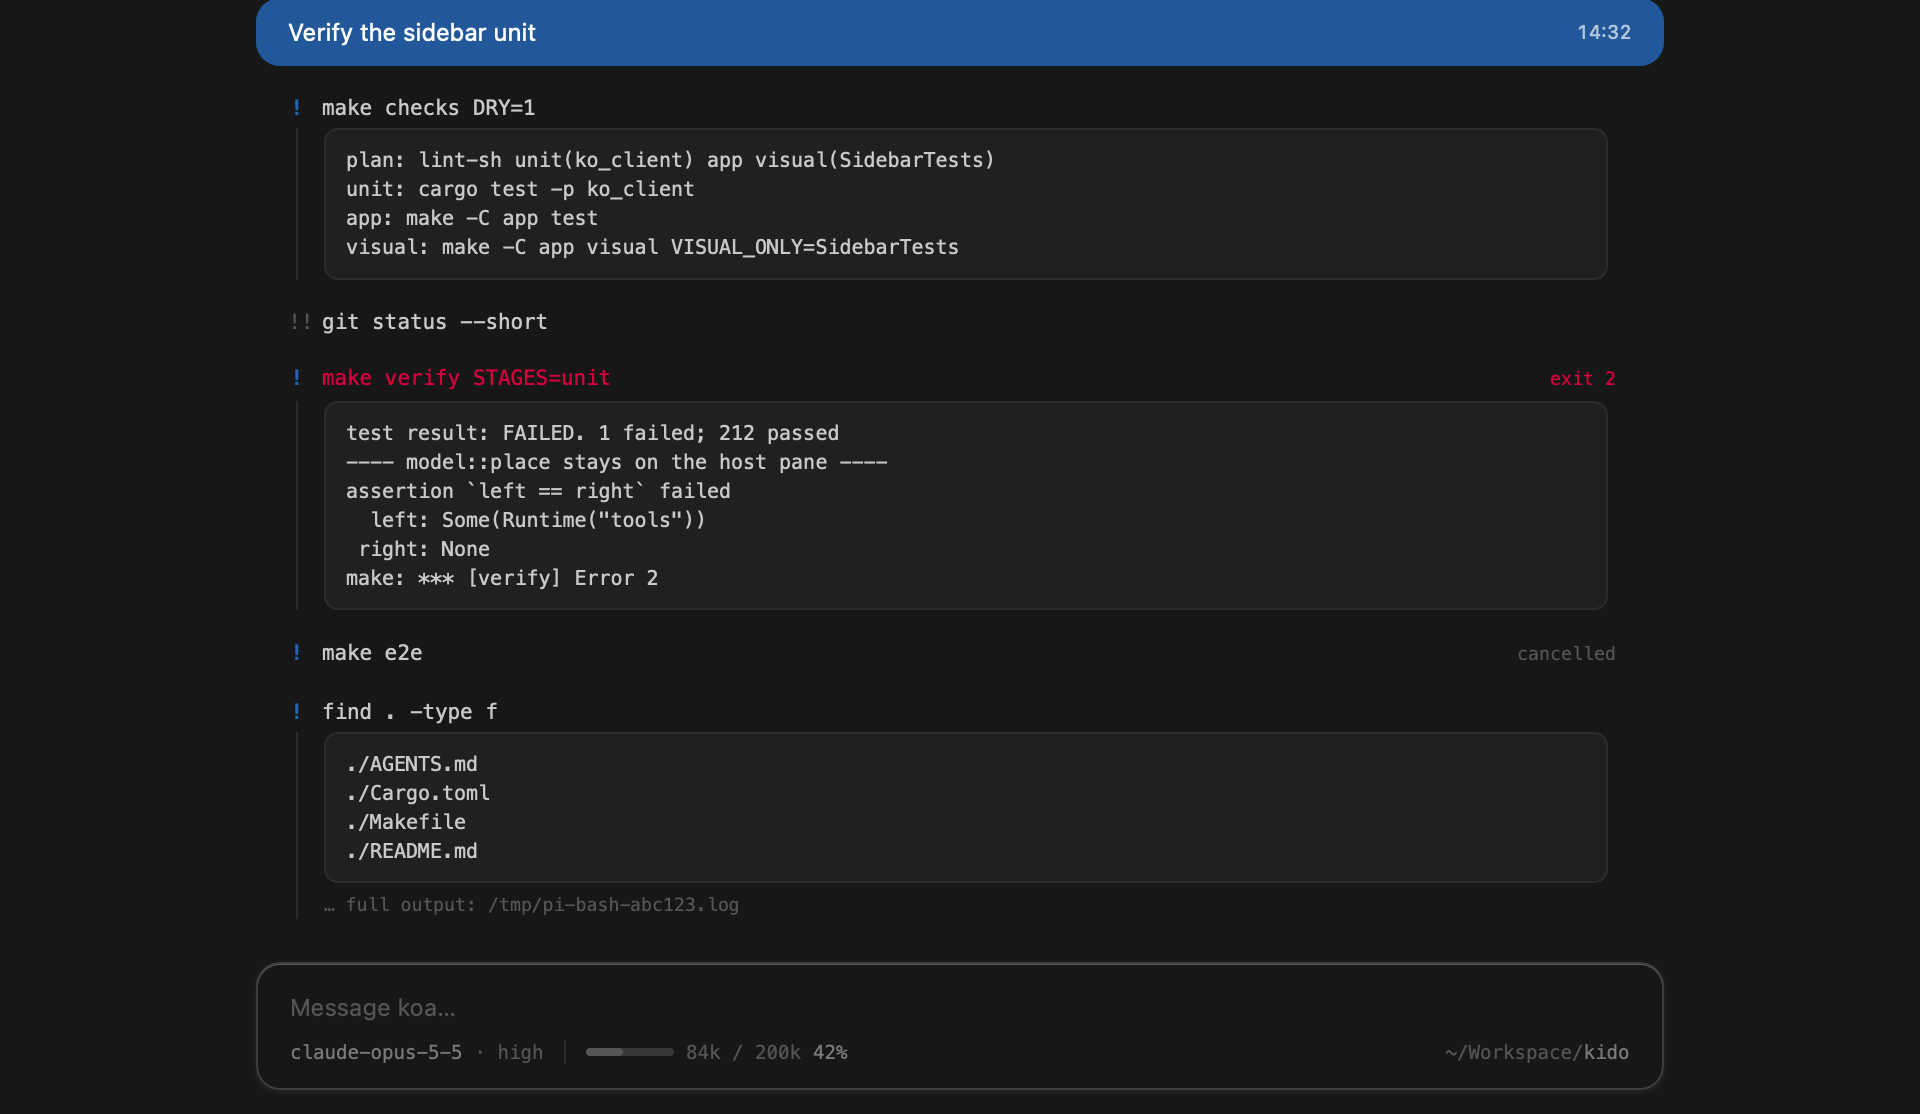 Verify the sidebar unit 14:32
! make checks DRY=1
plan: lint-sh unit(ko_client) app visual(SidebarTests)
unit: cargo test -p ko_client
app: make -C app test
visual: make -C app visual VISUAL_ONLY=SidebarTests
!! git status --short
! make verify STAGES=unit exit 2
test result: FAILED. 1 failed; 212 passed
---- model::place stays on the host pane ----
assertion `left == right` failed
  left: Some(Runtime("tools"))
 right: None
make: *** [verify] Error 2
! make e2e cancelled
! find . -type f
./AGENTS.md
./Cargo.toml
./Makefile
./README.md
… full output: /tmp/pi-bash-abc123.log
Message koa…
claude-opus-5-5 · high 84k / 200k 42% ~/Workspace/kido